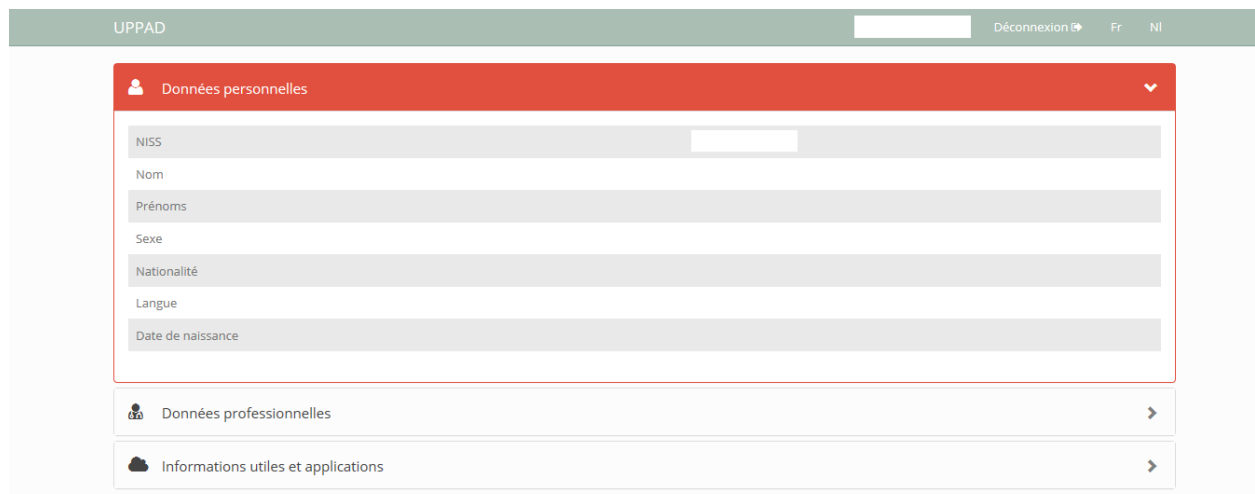 UPPAD Déconnexion Fr Nl
Données personnelles
NISS
Nom
Prénoms
Sexe
Nationalité
Langue
Date de naissance
Données professionnelles
Informations utiles et applications